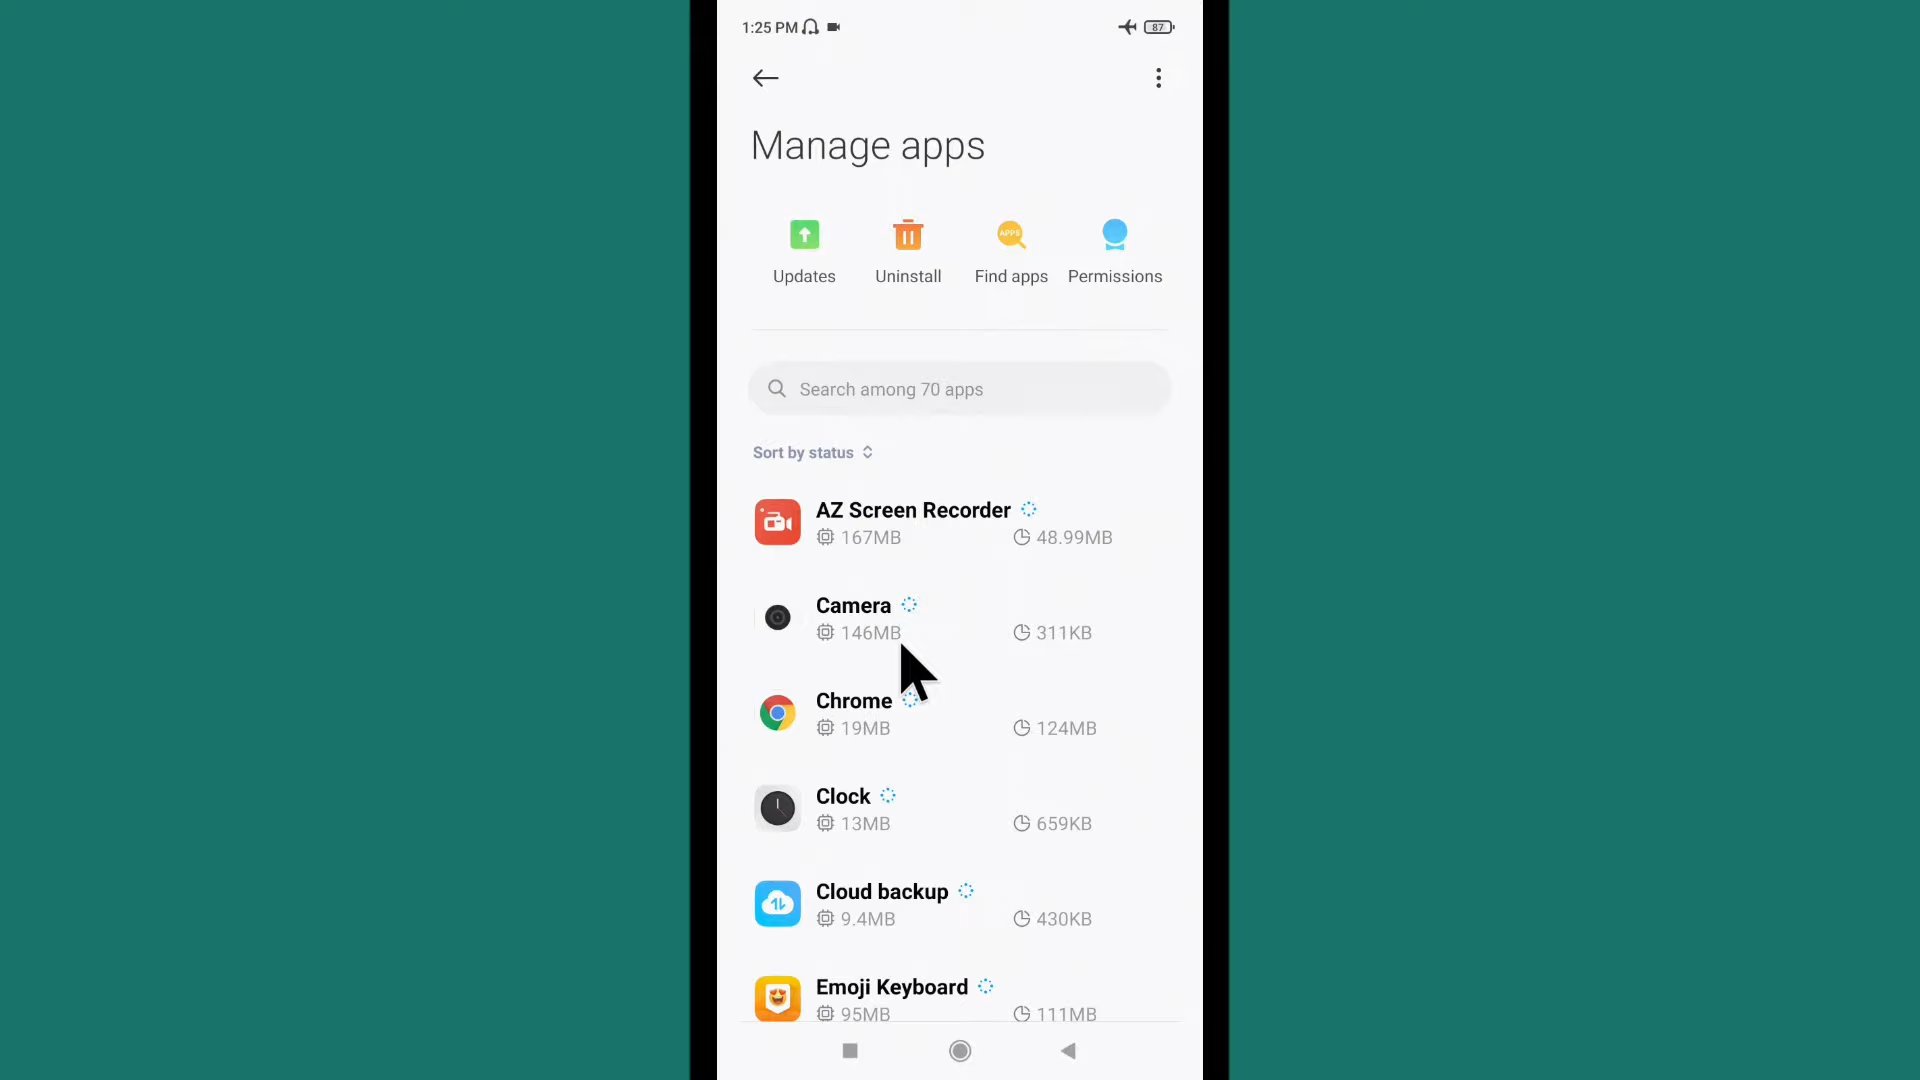 1:25 PM
87
Manage apps
APPS
Updates Uninstall Find apps Permissions
Search among 70 apps
Sort by status
AZ Screen Recorder
167MB 48.99MB
Camera
146MB 311KB
Chrome
19MB 124MB
Clock
13MB 659KB
Cloud backup
9.4MB 430KB
Emoji Keyboard
95MB 111MB